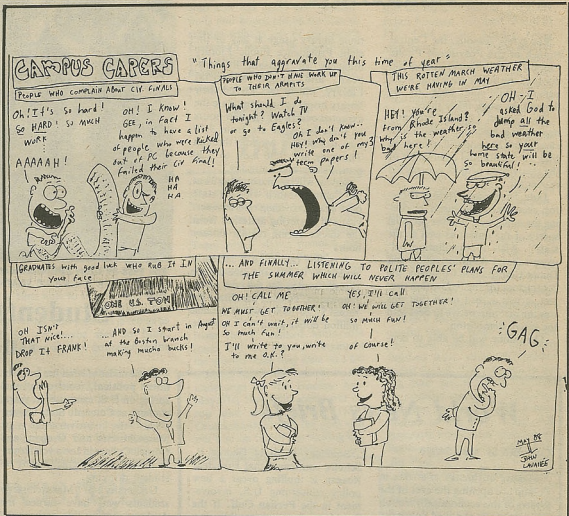 CAMPUS CAPERS
"Things that aggravate you this time of year"
PEOPLE WHO COMPLAIN ABOUT CIV FINALS
Oh! It's So hard!
SO HARD! SO MUCH
WORK
AAAAAH!
OH! I KNOW!
GEE, in fact I
happen to have a list
of people who were kicked
out of PC because they
failed their Civ final!
HA
HA
HA
PEOPLE WHO DON'T HAVE WORK UP
TO THEIR ARMPITS
What should I do
tonight? Watch TV
or go to Eagles?
Oh I don't know..
HEY! why don't you
write one of my 3
term papers!
THIS ROTTEN MARCH WEATHER
WE'RE HAVING IN MAY
HEY! you're
from Rhode Island?
Why is the weather so
bad here?
OH- I
asked God to
dump all the
bad weather
here so your
home state will be
so beautiful!
GRADUATES with good luck WHO RUB It IN
your face
OH ISN'T
THAT NICE...
DROP It FRANK!
... AND SO I start in August
at the Boston branch
making mucho bucks!
... AND FINALLY... LISTENING TO POLITE PEOPLES' PLANS FOR
THE SUMMER WHICH WILL NEVER HAPPEN
OH! CALL ME
WE MUST GET TOGETHER!
OH I can't wait, it will be
so much fun!
I'll write to you, write
to me O.K.?
YES, I'll call
OH! WE WILL GET TOGETHER!
so MUCH fun!
of course!
GAG
MAY 88
JOHN